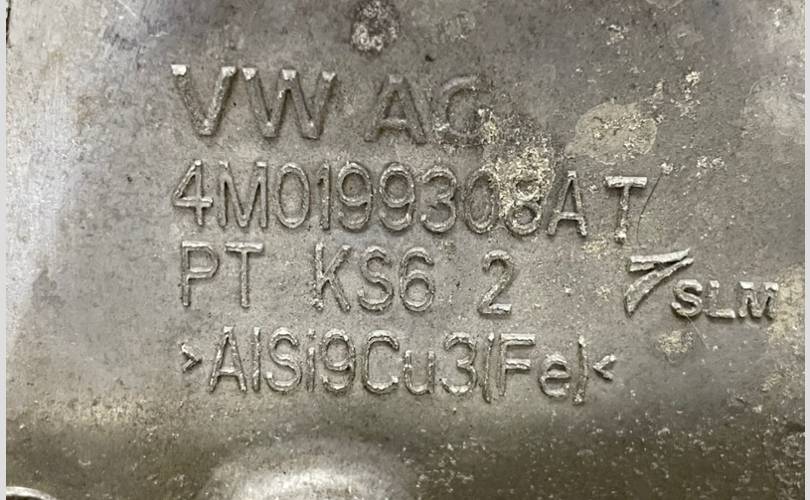 VW AG
4M0199308AT
PT KS6 2
SLM
>AlSi9Cu3(Fe)<